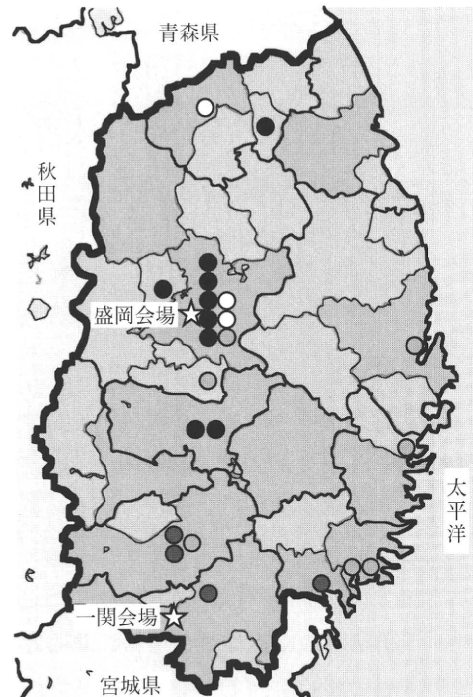 青森県
秋田県
盛岡会場
太平洋
一関会場
宮城県